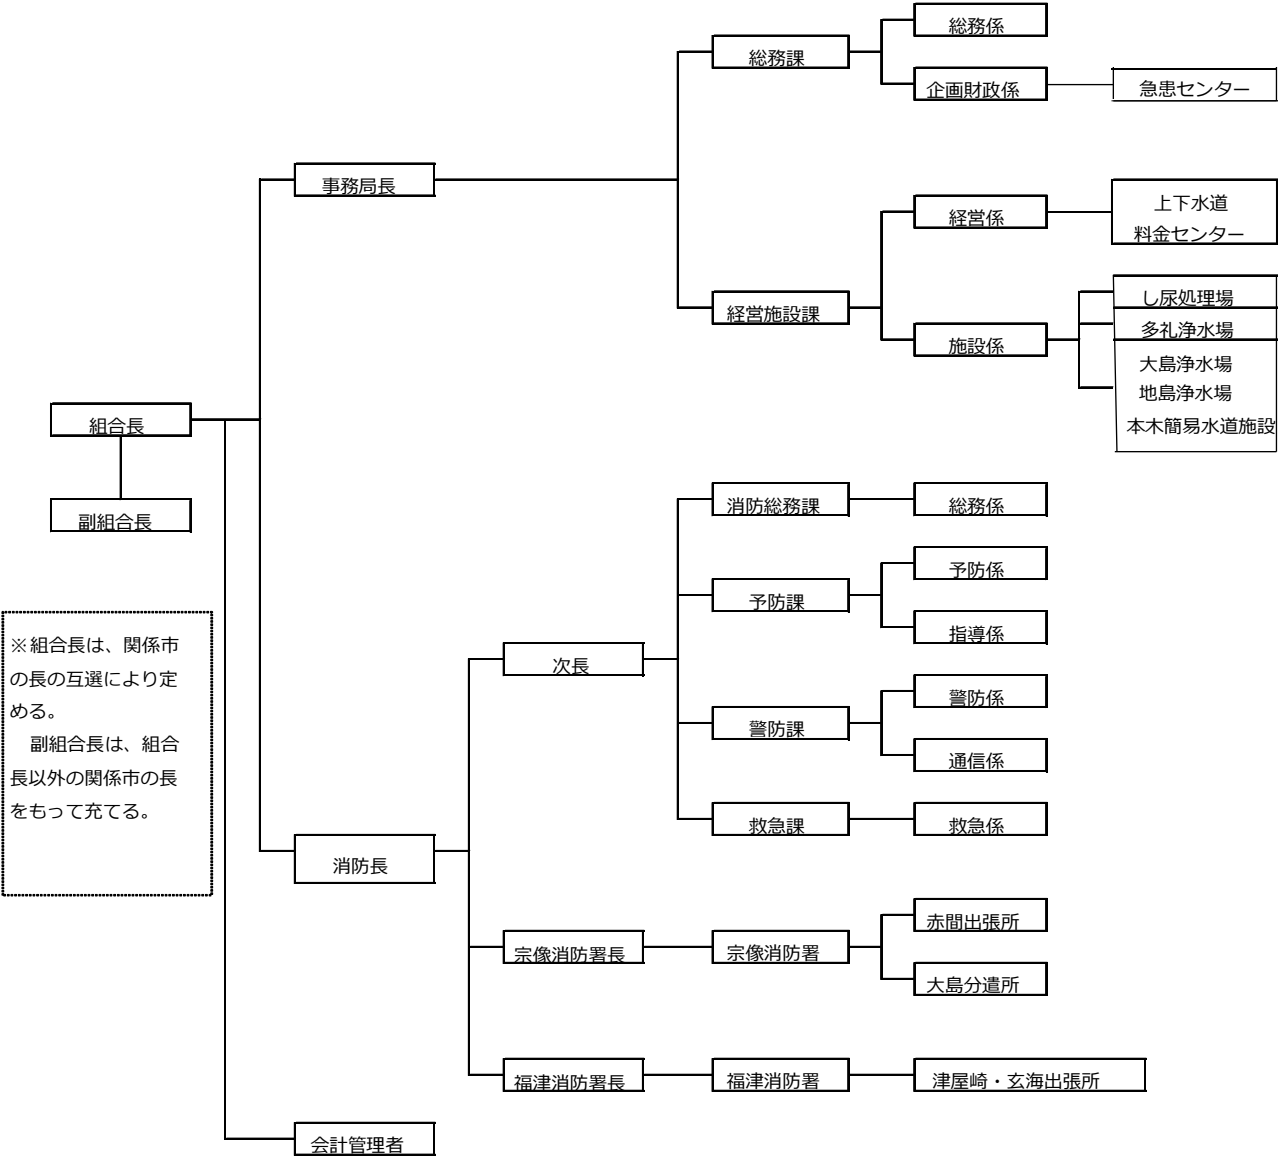 総務係
総務課
企画財政係
急患センター
事務局長
経営係
上下水道
料金センター
経営施設課
施設係
し尿処理場
多礼浄水場
大島浄水場
地島浄水場
本木簡易水道施設
組合長
副組合長
消防総務課
総務係
予防課
予防係
指導係
次長
警防課
警防係
通信係
救急課
救急係
※組合長は、関係市
の長の互選により定
める。
副組合長は、組合
長以外の関係市の長
をもって充てる。
消防長
宗像消防署長
宗像消防署
赤間出張所
大島分遣所
福津消防署長
福津消防署
津屋崎・玄海出張所
会計管理者